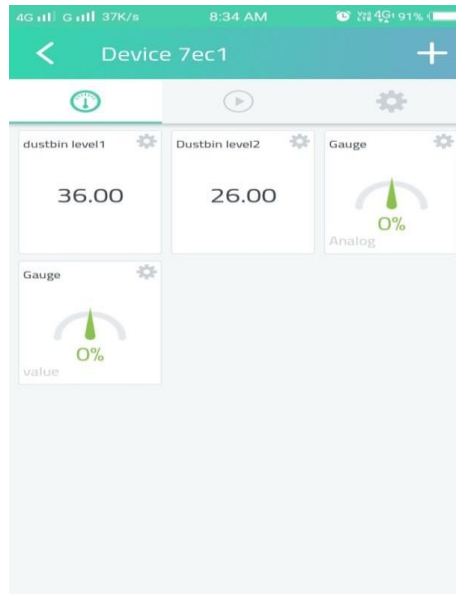 4G G 37K/s 8:34 AM 4G+ 91%
Device 7ec1
dustbin level1 Dustbin level2 Gauge
36.00 26.00
0%
Analog
Gauge
0%
value